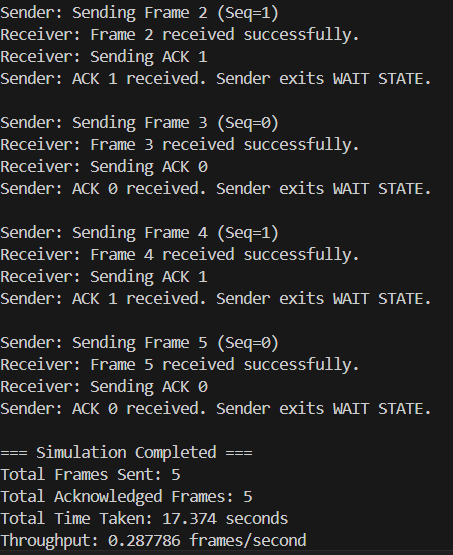 Sender: Sending Frame 2 (Seq=1)
Receiver: Frame 2 received successfully.
Receiver: Sending ACK 1
Sender: ACK 1 received. Sender exits WAIT STATE.
Sender: Sending Frame 3 (Seq=0)
Receiver: Frame 3 received successfully.
Receiver: Sending ACK 0
Sender: ACK 0 received. Sender exits WAIT STATE.
Sender: Sending Frame 4 (Seq=1)
Receiver: Frame 4 received successfully.
Receiver: Sending ACK 1
Sender: ACK 1 received. Sender exits WAIT STATE.
Sender: Sending Frame 5 (Seq=0)
Receiver: Frame 5 received successfully.
Receiver: Sending ACK 0
Sender: ACK 0 received. Sender exits WAIT STATE.
=== Simulation Completed ===
Total Frames Sent: 5
Total Acknowledged Frames: 5
Total Time Taken: 17.374 seconds
Throughput: 0.287786 frames/second